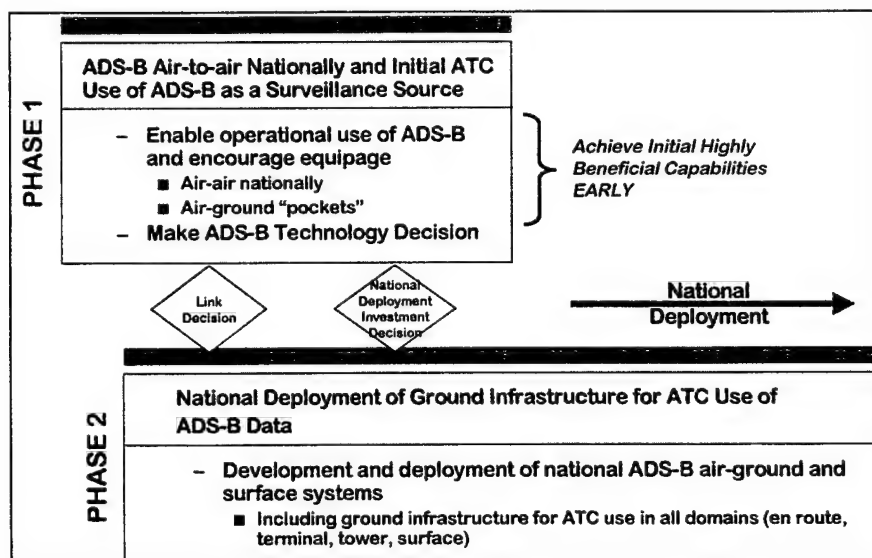 PHASE 1
ADS-B Air-to-air Nationally and Initial ATC
Use of ADS-B as a Surveillance Source
– Enable operational use of ADS-B
and encourage equipage
■ Air-air nationally
■ Air-ground “pockets”
– Make ADS-B Technology Decision
Achieve Initial Highly
Beneficial Capabilities
EARLY
Link
Decision
National
Deployment
Investment
Decision
National
Deployment
PHASE 2
National Deployment of Ground Infrastructure for ATC Use of
ADS-B Data
– Development and deployment of national ADS-B air-ground and
surface systems
■ Including ground infrastructure for ATC use in all domains (en route,
terminal, tower, surface)